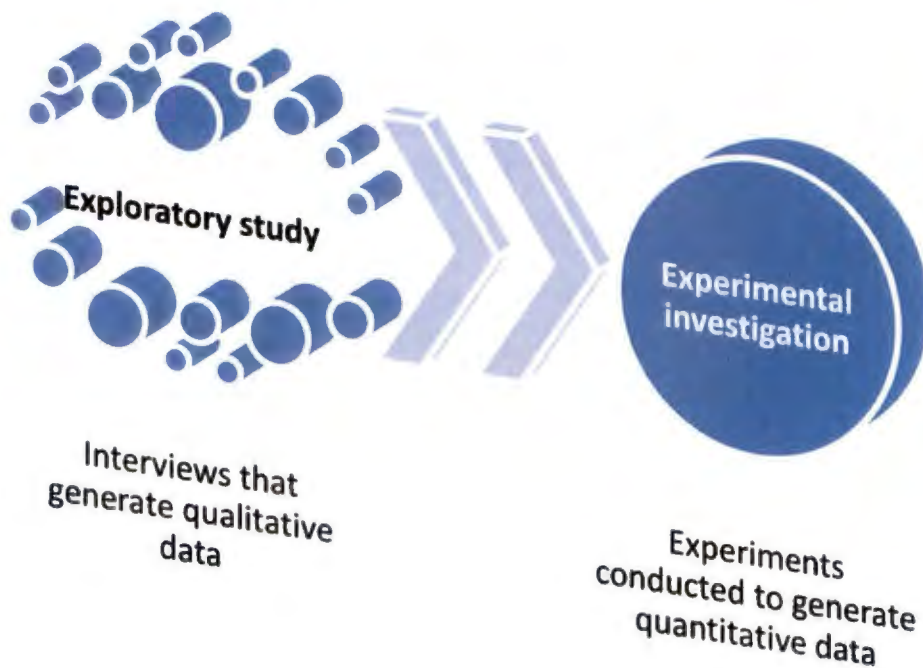 Exploratory study
Experimental
investigation
Interviews that
generate qualitative
data
Experiments
conducted to generate
quantitative data